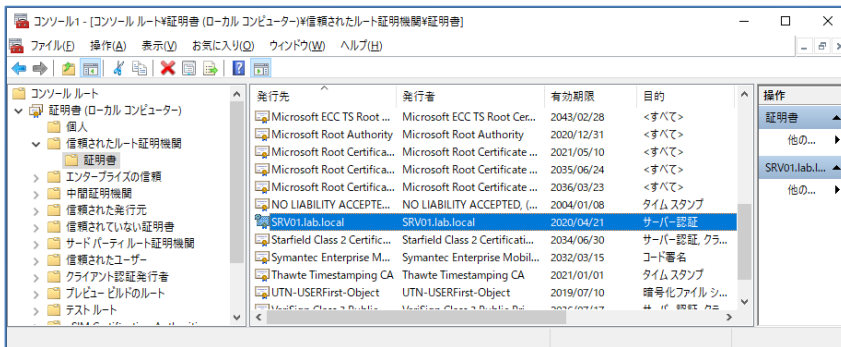 コンソール1 - [コンソール ルート¥証明書 (ローカル コンピューター)¥信頼されたルート証明機関¥証明書]
ファイル(F) 操作(A) 表示(V) お気に入り(O) ウィンドウ(W) ヘルプ(H)
コンソール ルート
証明書 (ローカル コンピューター)
個人
信頼されたルート証明機関
証明書
エンタープライズの信頼
中間証明機関
信頼された発行元
信頼されていない証明書
サード パーティ ルート証明機関
信頼されたユーザー
クライアント認証発行者
プレビュー ビルドのルート
テスト ルート
発行先 発行者 有効期限 目的
Microsoft ECC TS Root ... Microsoft ECC TS Root Cer... 2043/02/28 <すべて>
Microsoft Root Authority Microsoft Root Authority 2020/12/31 <すべて>
Microsoft Root Certifica... Microsoft Root Certificate ... 2021/05/10 <すべて>
Microsoft Root Certifica... Microsoft Root Certificate ... 2035/06/24 <すべて>
Microsoft Root Certifica... Microsoft Root Certificate ... 2036/03/23 <すべて>
NO LIABILITY ACCEPTE... NO LIABILITY ACCEPTED, (... 2004/01/08 タイム スタンプ
SRV01.lab.local SRV01.lab.local 2020/04/21 サーバー認証
Starfield Class 2 Certific... Starfield Class 2 Certificati... 2034/06/30 サーバー認証, クラ...
Symantec Enterprise M... Symantec Enterprise Mobil... 2032/03/15 コード署名
Thawte Timestamping CA Thawte Timestamping CA 2021/01/01 タイム スタンプ
UTN-USERFirst-Object UTN-USERFirst-Object 2019/07/10 暗号化ファイル シ...
操作
証明書
他の...
SRV01.lab.l...
他の...